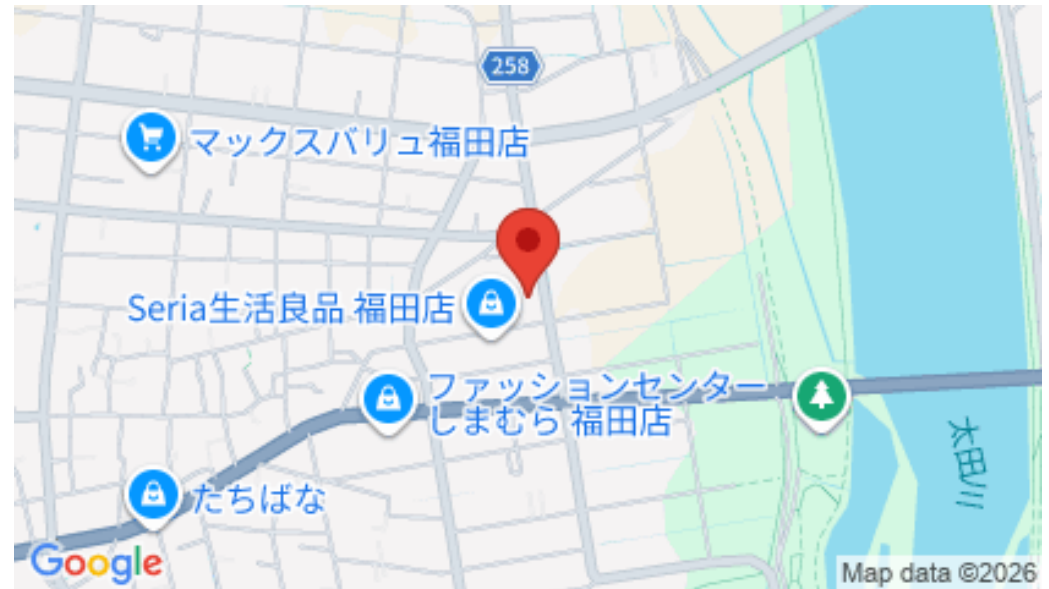 258
マックスバリュ福田店
Seria生活良品 福田店
ファッションセンター
しまむら 福田店
太田川
たちばな
Google
Map data ©2026